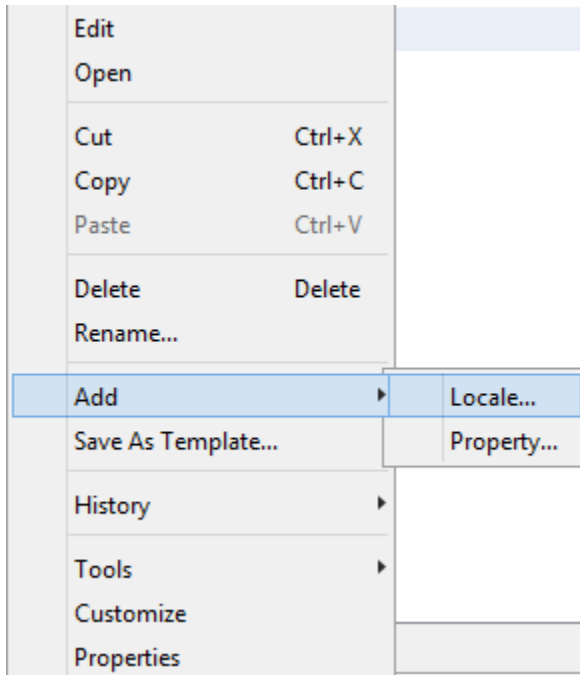 Edit
Open
Cut Ctrl+X
Copy Ctrl+C
Paste Ctrl+V
Delete Delete
Rename...
Add Locale...
Save As Template... Property...
History
Tools
Customize
Properties